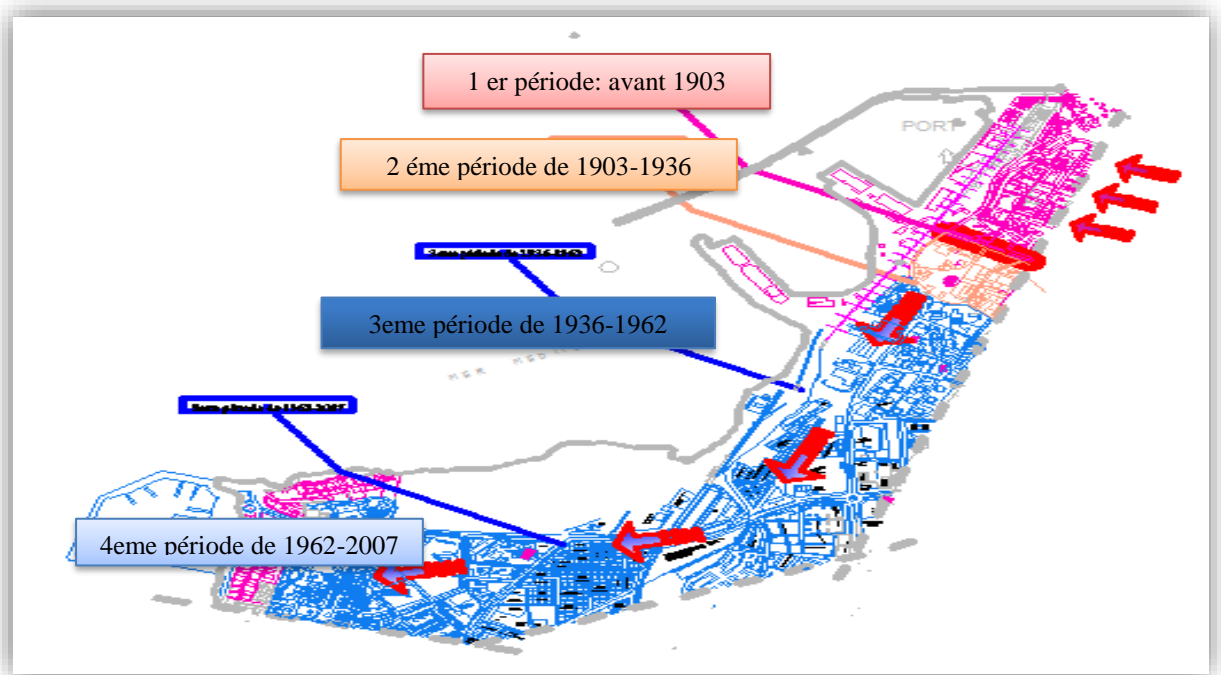 1 er période: avant 1903
PORT
2 éme période de 1903-1936
3eme période de 1936-1962
MER
4eme période de 1962-2007